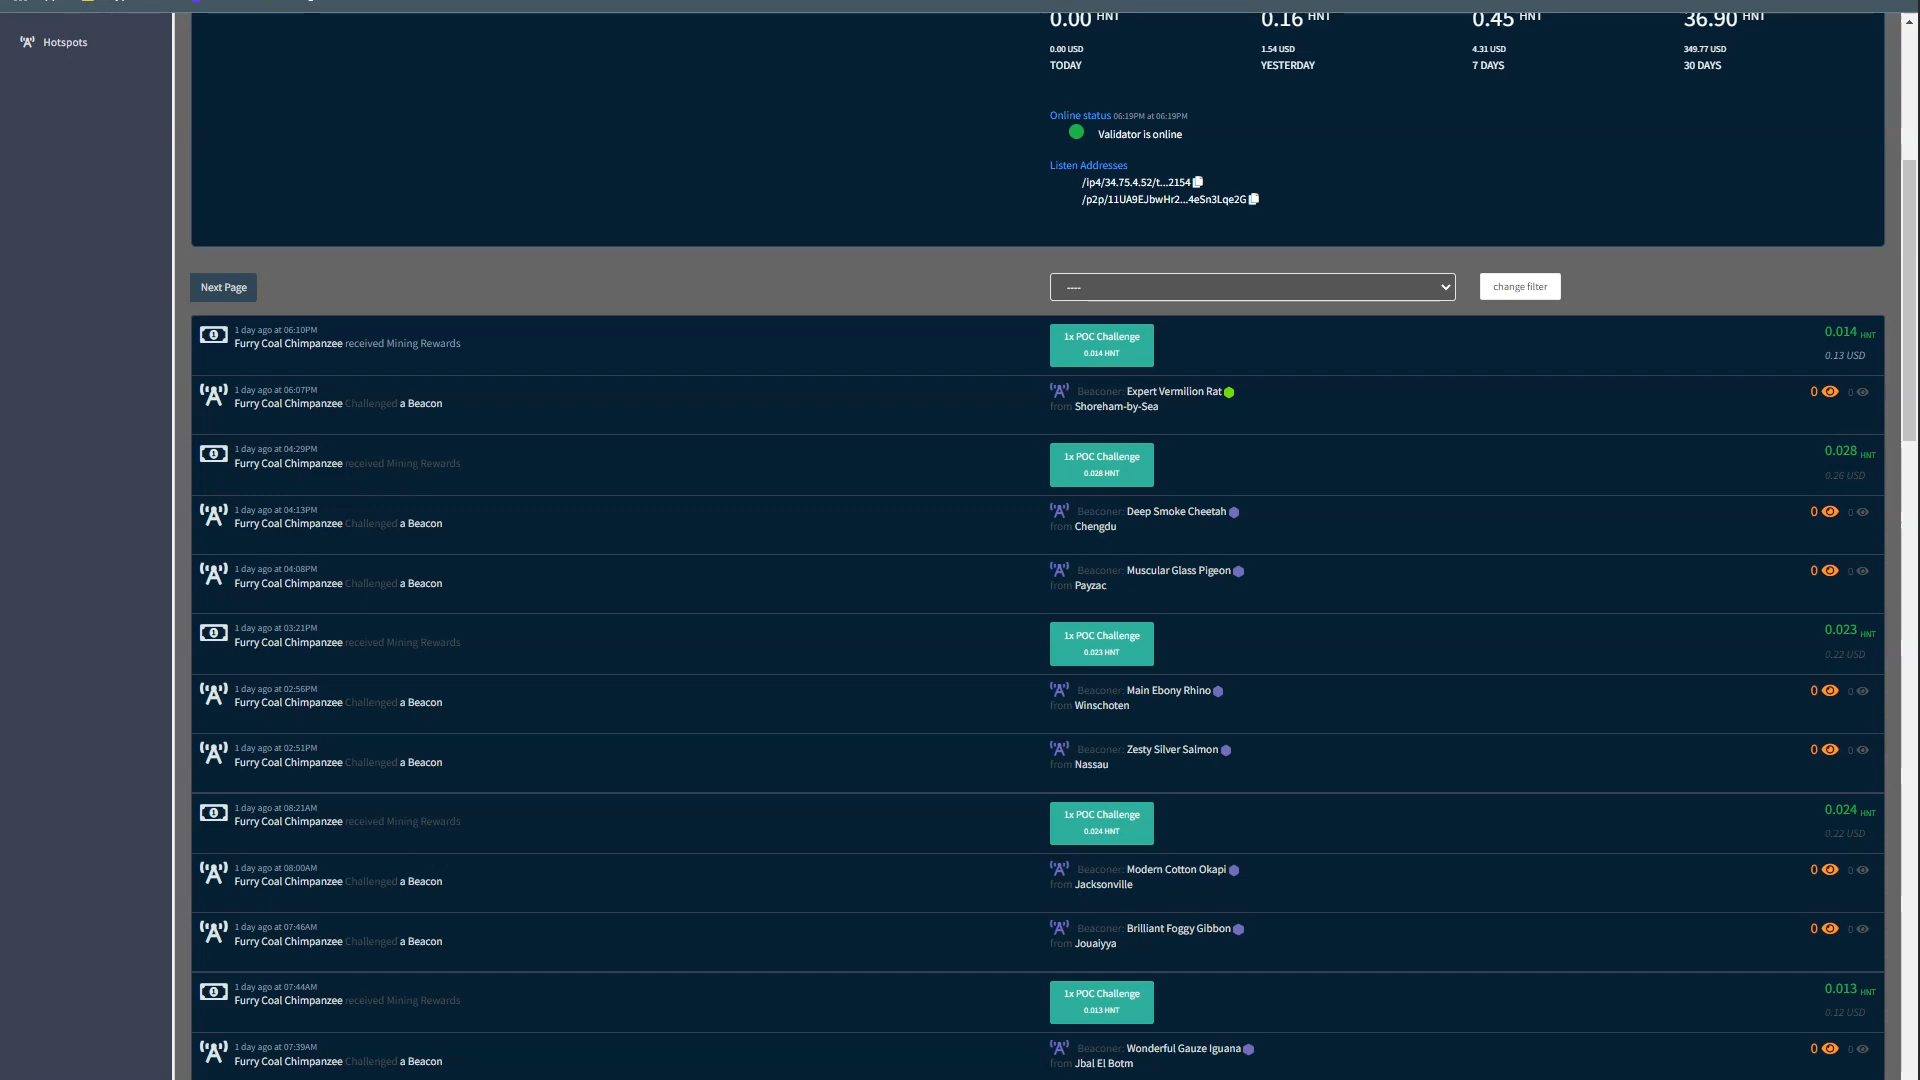 Hotspots
0.00 HNT
0.16 HNT
0.45 HNT
36.90 HNT
0.00 USD
1.54 USD
4.31 USD
349.77 USD
TODAY
YESTERDAY
7 DAYS
30 DAYS
Online status 06:19PM at 06:19PM
Validator is online
Listen Addresses
/ip4/34.75.4.52/t...2154
/p2p/11UA9EJbwHr2...4eSn3Lqe2G
Next Page
----
change filter
1 day ago at 06:10PM
Furry Coal Chimpanzee received Mining Rewards
1x POC Challenge
0.014 HNT
0.014 HNT
0.13 USD
1 day ago at 06:07PM
Furry Coal Chimpanzee Challenged a Beacon
Beaconer: Expert Vermilion Rat
from Shoreham-by-Sea
0 0
1 day ago at 04:29PM
Furry Coal Chimpanzee received Mining Rewards
1x POC Challenge
0.028 HNT
0.028 HNT
0.26 USD
1 day ago at 04:13PM
Furry Coal Chimpanzee Challenged a Beacon
Beaconer: Deep Smoke Cheetah
from Chengdu
0 0
1 day ago at 04:08PM
Furry Coal Chimpanzee Challenged a Beacon
Beaconer: Muscular Glass Pigeon
from Payzac
0 0
1 day ago at 03:21PM
Furry Coal Chimpanzee received Mining Rewards
1x POC Challenge
0.023 HNT
0.023 HNT
0.22 USD
1 day ago at 02:56PM
Furry Coal Chimpanzee Challenged a Beacon
Beaconer: Main Ebony Rhino
from Winschoten
0 0
1 day ago at 02:51PM
Furry Coal Chimpanzee Challenged a Beacon
Beaconer: Zesty Silver Salmon
from Nassau
0 0
1 day ago at 08:21AM
Furry Coal Chimpanzee received Mining Rewards
1x POC Challenge
0.024 HNT
0.024 HNT
0.22 USD
1 day ago at 08:00AM
Furry Coal Chimpanzee Challenged a Beacon
Beaconer: Modern Cotton Okapi
from Jacksonville
0 0
1 day ago at 07:46AM
Furry Coal Chimpanzee Challenged a Beacon
Beaconer: Brilliant Foggy Gibbon
from Jouaiyya
0 0
1 day ago at 07:44AM
Furry Coal Chimpanzee received Mining Rewards
1x POC Challenge
0.013 HNT
0.013 HNT
0.12 USD
1 day ago at 07:39AM
Furry Coal Chimpanzee Challenged a Beacon
Beaconer: Wonderful Gauze Iguana
from Jbal El Botm
0 0